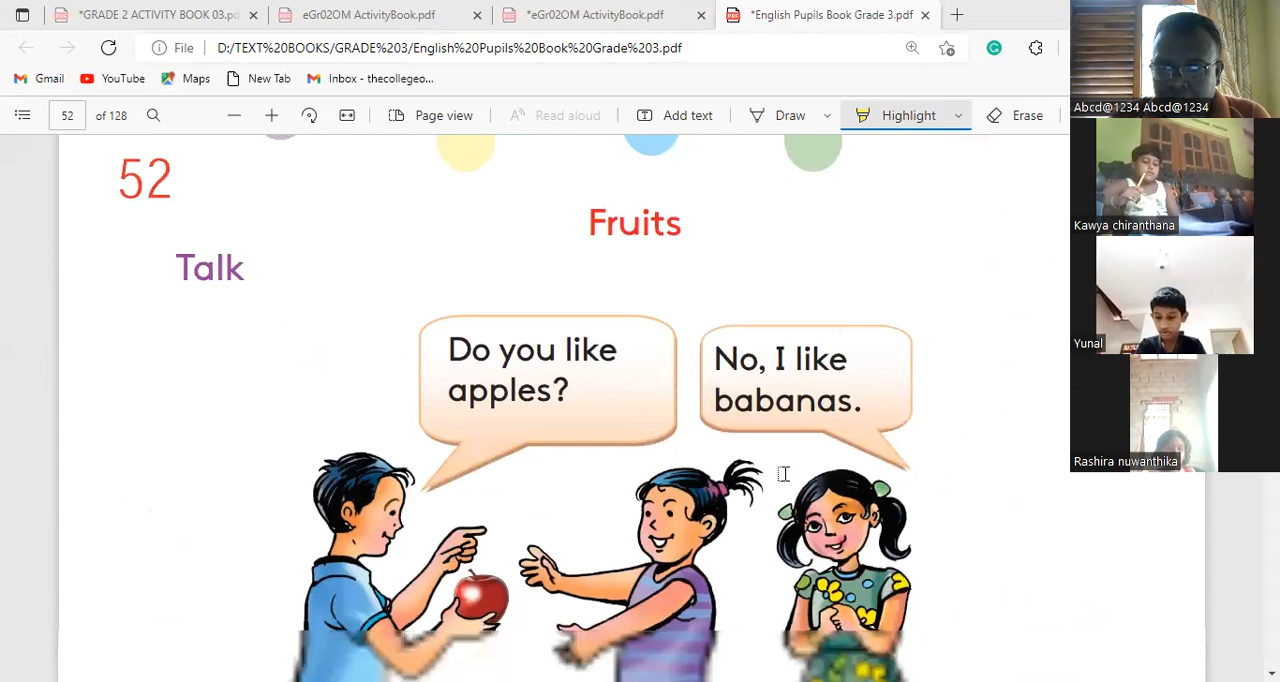 *GRADE 2 ACTIVITY BOOK 03.pd
eGr02OM ActivityBook.pdf
*eGr02OM ActivityBook.pdf
*English Pupils Book Grade 3.pdf
File
D:/TEXT%20BOOKS/GRADE%203/English%20Pupils%20Book%20Grade%203.pdf
Gmail
YouTube
Maps
New Tab
Inbox - thecollegeo...
52
of 128
Page view
Read aloud
Add text
Draw
Highlight
Erase
52
Fruits
Talk
Do you like
apples?
No, I like
babanas.
Abcd@1234 Abcd@1234
Kawya chiranthana
Yunal
Rashira nuwanthika